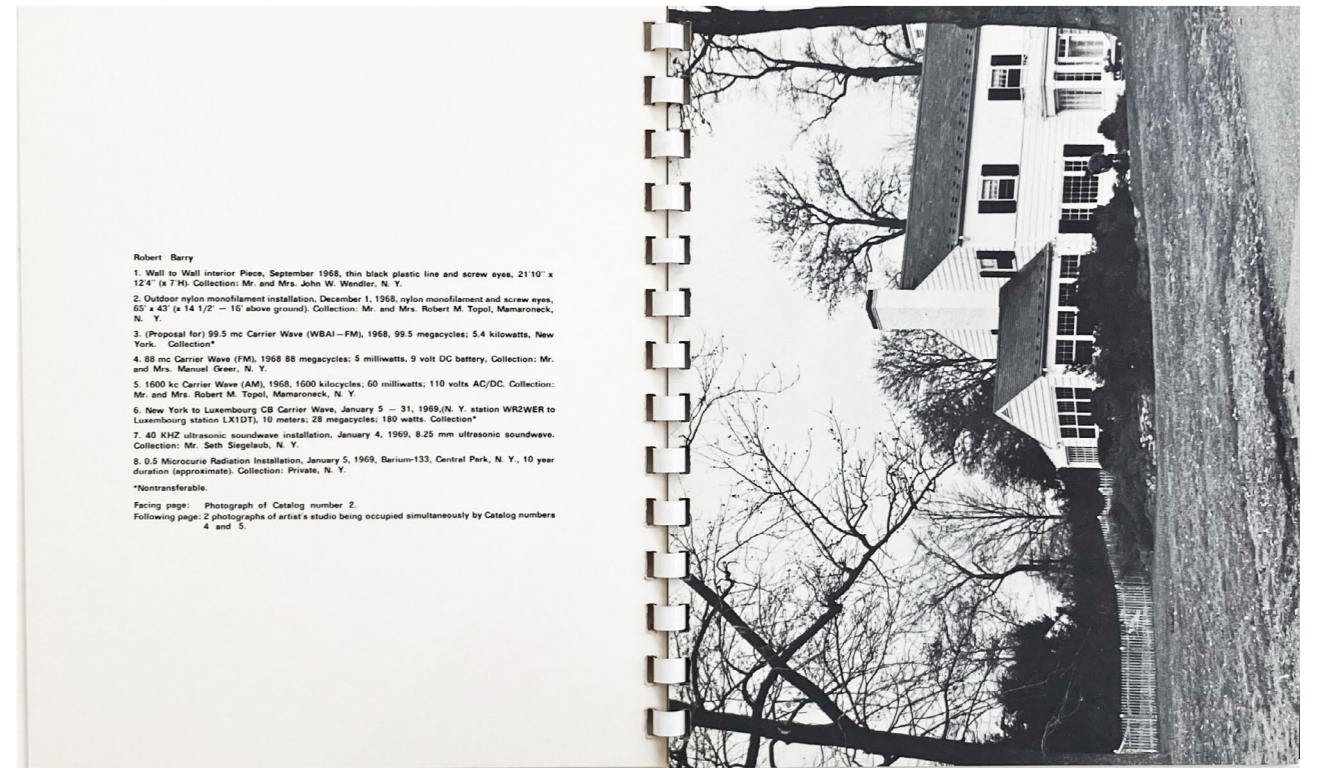 Robert Barry
1. Wall to Wall interior Piece, September 1968, thin black plastic line and screw eyes, 21'10" x
12'4" (x 7'H). Collection: Mr. and Mrs. John W. Wendler, N. Y.
2. Outdoor nylon monofilament installation, December 1, 1968, nylon monofilament and screw eyes,
65' x 43' (x 14 1/2' — 16' above ground). Collection: Mr. and Mrs. Robert M. Topol, Mamaroneck,
N. Y.
3. (Proposal for) 99.5 mc Carrier Wave (WBAI—FM), 1968, 99.5 megacycles; 5.4 kilowatts, New
York. Collection*
4. 88 mc Carrier Wave (FM), 1968 88 megacycles; 5 milliwatts, 9 volt DC battery, Collection: Mr.
and Mrs. Manuel Greer, N. Y.
5. 1600 kc Carrier Wave (AM), 1968, 1600 kilocycles; 60 milliwatts; 110 volts AC/DC. Collection:
Mr. and Mrs. Robert M. Topol, Mamaroneck, N. Y.
6. New York to Luxembourg CB Carrier Wave, January 5 — 31, 1969,(N. Y. station WR2WER to
Luxembourg station LX1DT), 10 meters; 28 megacycles; 180 watts. Collection*
7. 40 KHZ ultrasonic soundwave installation, January 4, 1969, 8.25 mm ultrasonic soundwave.
Collection: Mr. Seth Siegelaub, N. Y.
8. 0.5 Microcurie Radiation Installation, January 5, 1969, Barium-133, Central Park, N. Y., 10 year
duration (approximate). Collection: Private, N. Y.
*Nontransferable.
Facing page: Photograph of Catalog number 2.
Following page: 2 photographs of artist's studio being occupied simultaneously by Catalog numbers
4 and 5.